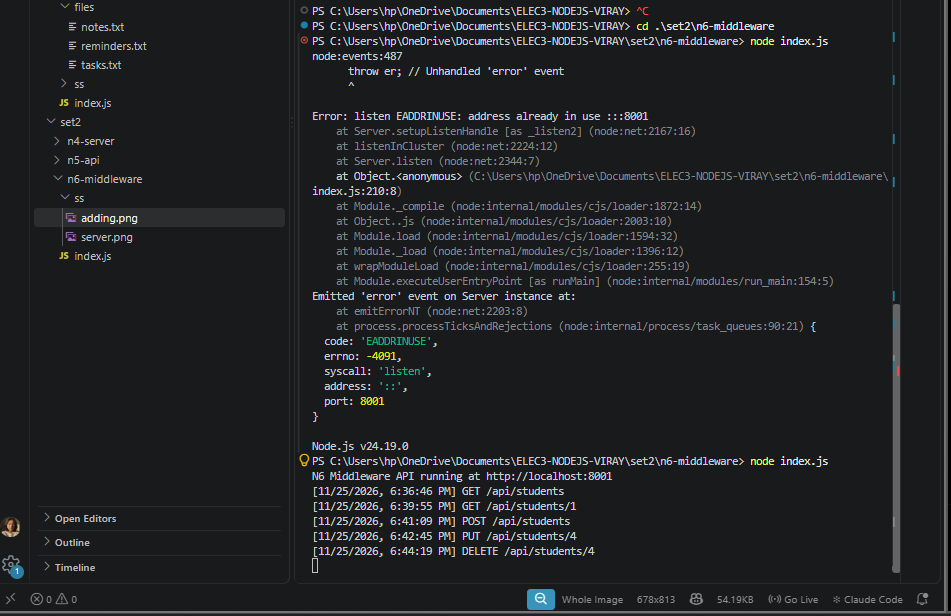 files
notes.txt
reminders.txt
tasks.txt
ss
JS index.js
set2
n4-server
n5-api
n6-middleware
ss
adding.png
server.png
JS index.js
Open Editors
Outline
Timeline
1
PS C:\Users\hp\OneDrive\Documents\ELEC3-NODEJS-VIRAY> ^C
PS C:\Users\hp\OneDrive\Documents\ELEC3-NODEJS-VIRAY> cd .\set2\n6-middleware
PS C:\Users\hp\OneDrive\Documents\ELEC3-NODEJS-VIRAY\set2\n6-middleware> node index.js
node:events:487
throw er; // Unhandled 'error' event
^
Error: listen EADDRINUSE: address already in use :::8001
at Server.setupListenHandle [as _listen2] (node:net:2167:16)
at listenInCluster (node:net:2224:12)
at Server.listen (node:net:2344:7)
at Object.<anonymous> (C:\Users\hp\OneDrive\Documents\ELEC3-NODEJS-VIRAY\set2\n6-middleware\
index.js:210:8)
at Module._compile (node:internal/modules/cjs/loader:1872:14)
at Object..js (node:internal/modules/cjs/loader:2003:10)
at Module.load (node:internal/modules/cjs/loader:1594:32)
at Module._load (node:internal/modules/cjs/loader:1396:12)
at wrapModuleLoad (node:internal/modules/cjs/loader:255:19)
at Module.executeUserEntryPoint [as runMain] (node:internal/modules/run_main:154:5)
Emitted 'error' event on Server instance at:
at emitErrorNT (node:net:2203:8)
at process.processTicksAndRejections (node:internal/process/task_queues:90:21) {
code: 'EADDRINUSE',
errno: -4091,
syscall: 'listen',
address: '::',
port: 8001
}
Node.js v24.19.0
PS C:\Users\hp\OneDrive\Documents\ELEC3-NODEJS-VIRAY\set2\n6-middleware> node index.js
N6 Middleware API running at http://localhost:8001
[11/25/2026, 6:36:46 PM] GET /api/students
[11/25/2026, 6:39:55 PM] GET /api/students/1
[11/25/2026, 6:41:09 PM] POST /api/students
[11/25/2026, 6:42:45 PM] PUT /api/students/4
[11/25/2026, 6:44:19 PM] DELETE /api/students/4
0 0 Whole Image 678x813 54.19KB Go Live Claude Code